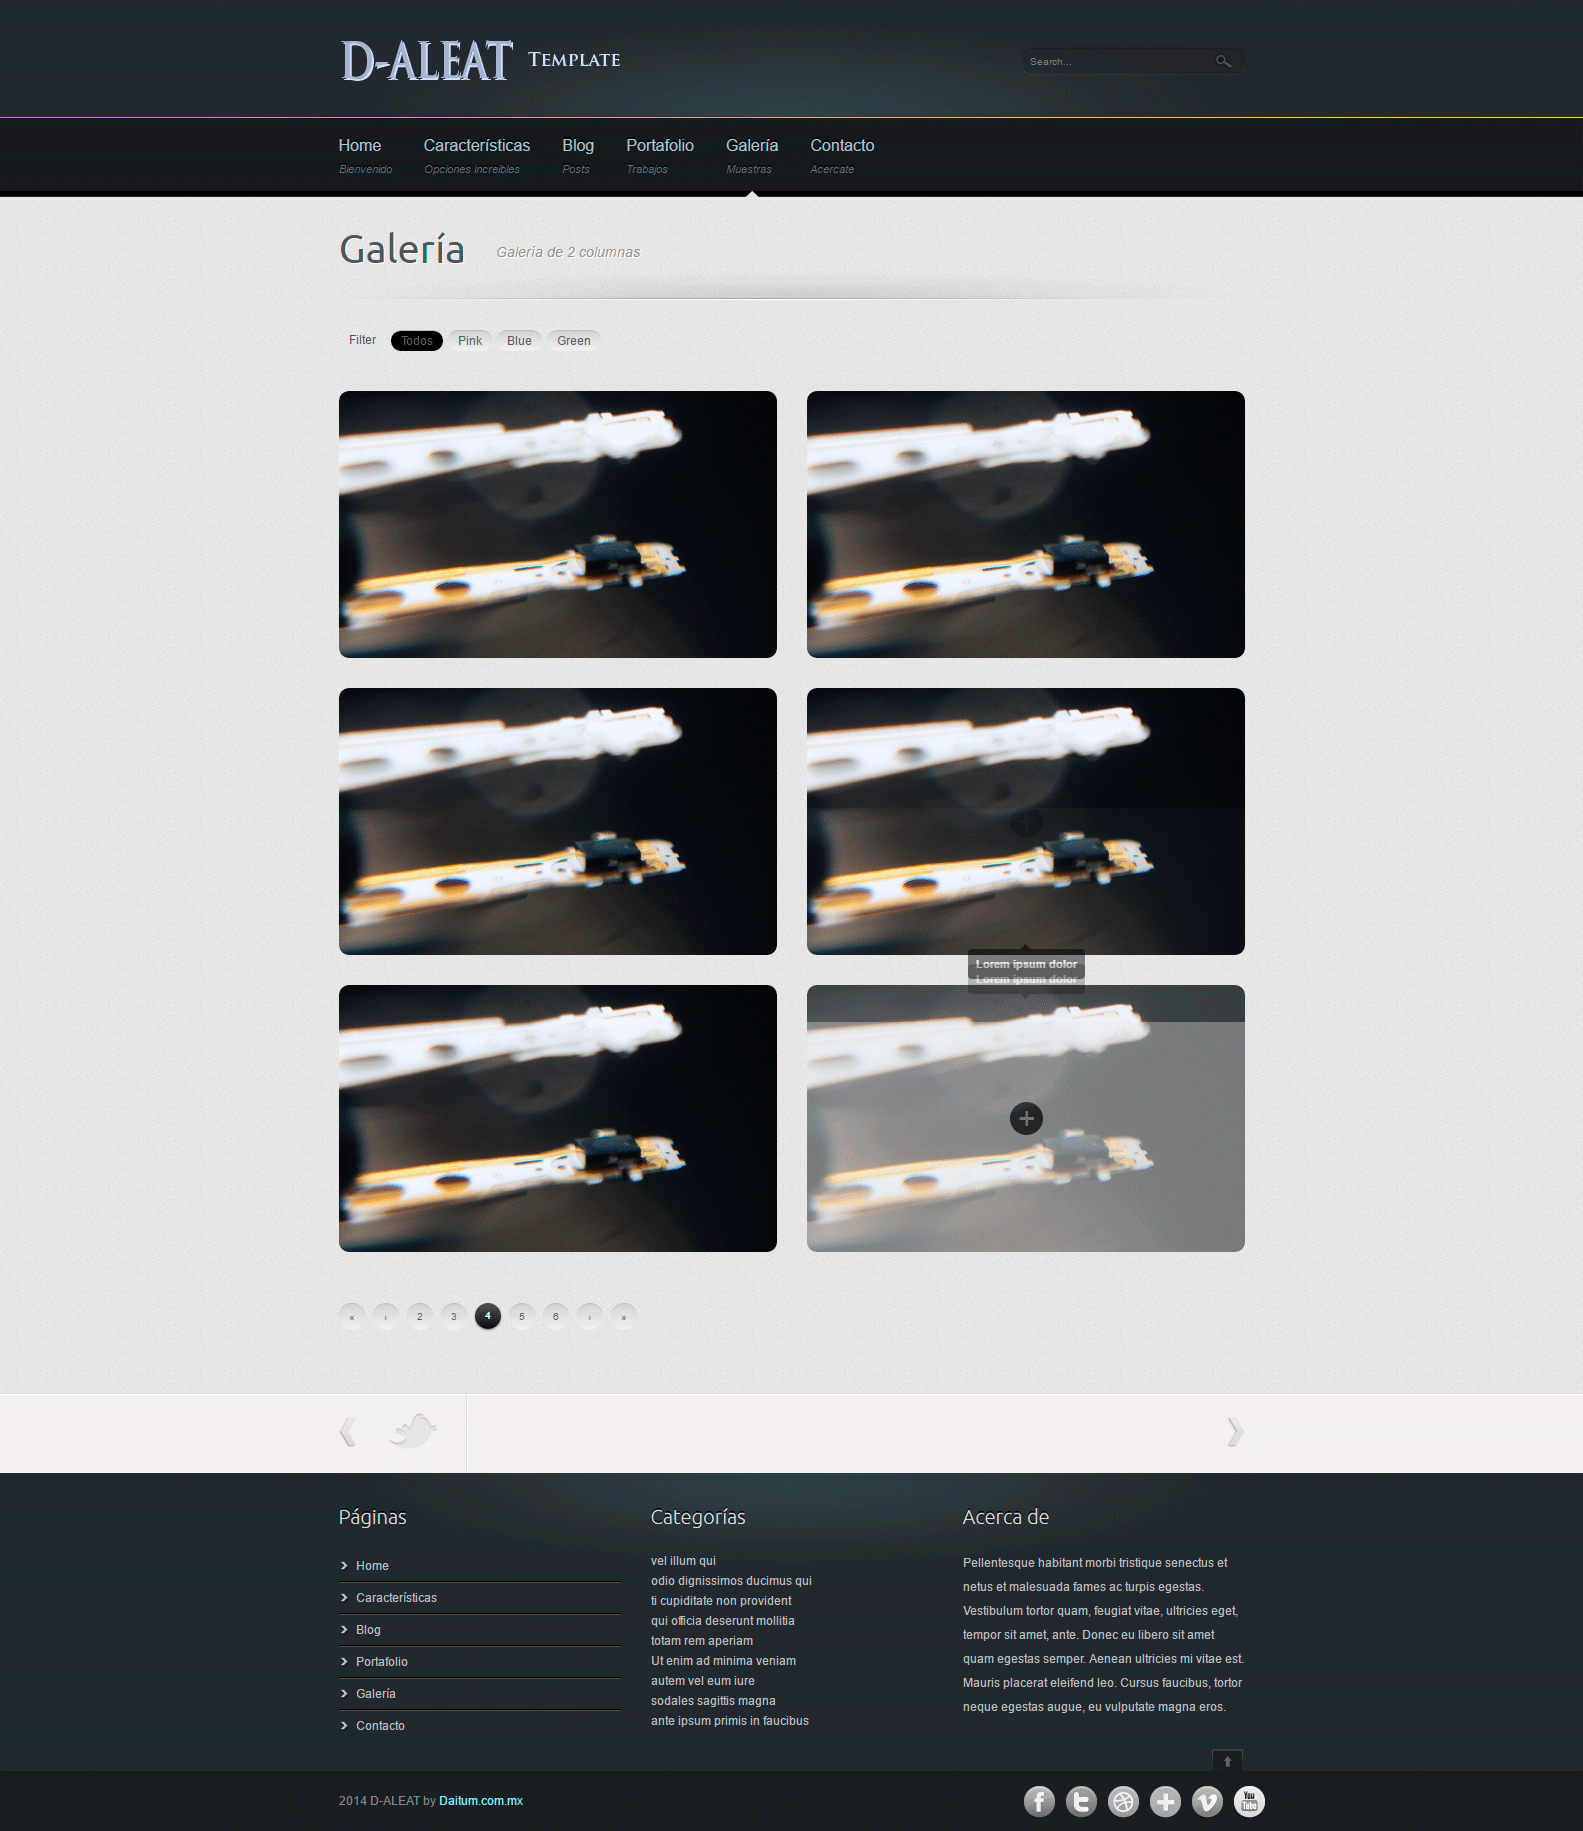 D-ALEAT TEMPLATE
Search...
Home Características Blog Portafolio Galería Contacto
Bienvenido Opciones increibles Posts Trabajos Muestras Acercate
Galería Galería de 2 columnas
Filter Todos Pink Blue Green
Lorem ipsum dolor
Lorem ipsum dolor
« ‹ 2 3 4 5 6 › »
Páginas
Home
Características
Blog
Portafolio
Galería
Contacto
Categorías
vel illum qui
odio dignissimos ducimus qui
ti cupiditate non provident
qui officia deserunt mollitia
totam rem aperiam
Ut enim ad minima veniam
autem vel eum iure
sodales sagittis magna
ante ipsum primis in faucibus
Acerca de
Pellentesque habitant morbi tristique senectus et
netus et malesuada fames ac turpis egestas.
Vestibulum tortor quam, feugiat vitae, ultricies eget,
tempor sit amet, ante. Donec eu libero sit amet
quam egestas semper. Aenean ultricies mi vitae est.
Mauris placerat eleifend leo. Cursus faucibus, tortor
neque egestas augue, eu vulputate magna eros.
2014 D-ALEAT by Daitum.com.mx
You
Tube